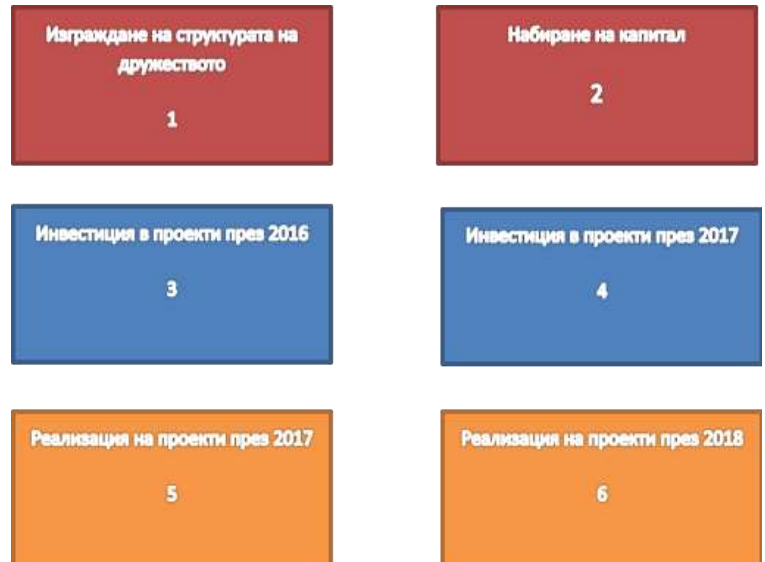 Изграждане на структурата на
дружеството
1
Набиране на капитал
2
Инвестиция в проекти през 2016
3
Инвестиция в проекти през 2017
4
Реализация на проекти през 2017
5
Реализация на проекти през 2018
6